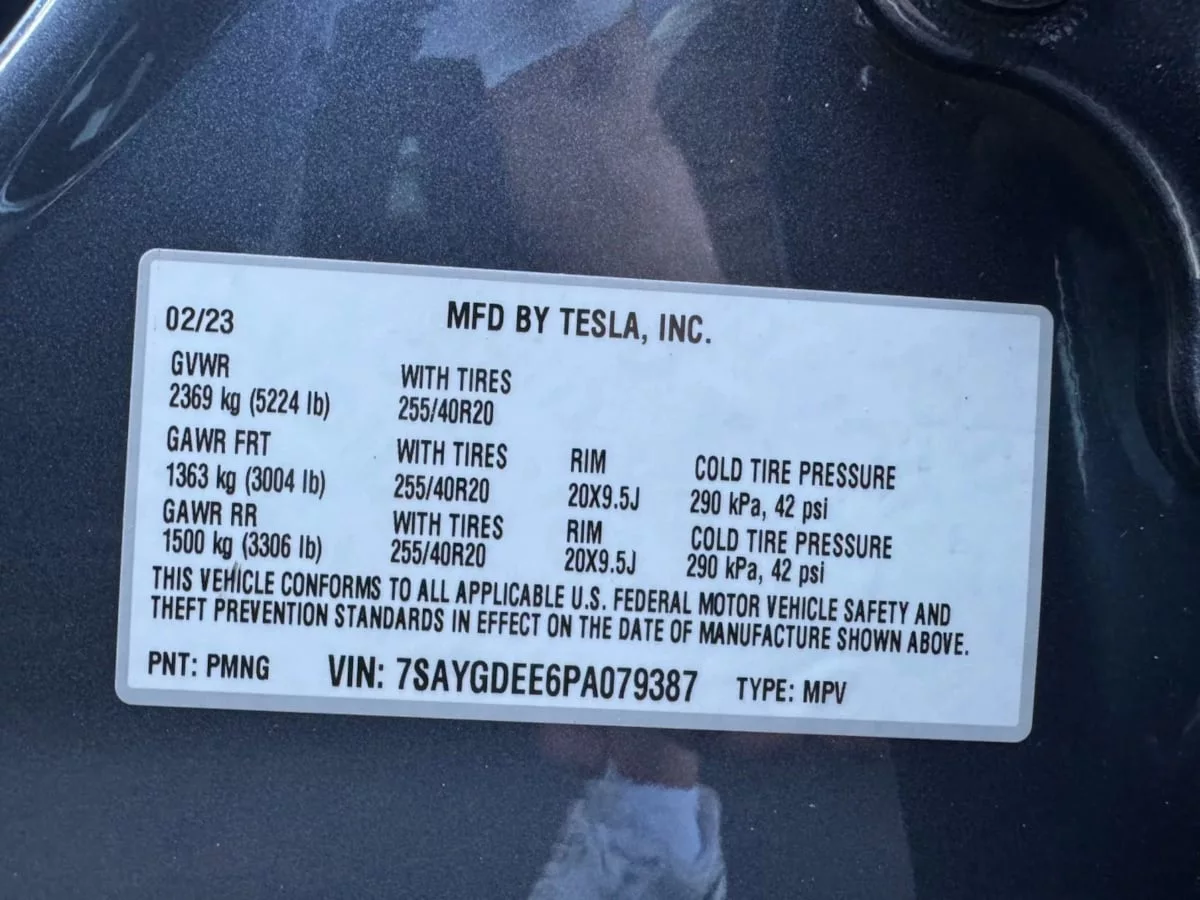 02/23 MFD BY TESLA, INC.
GVWR WITH TIRES
2369 kg (5224 lb) 255/40R20
GAWR FRT WITH TIRES RIM COLD TIRE PRESSURE
1363 kg (3004 lb) 255/40R20 20X9.5J 290 kPa, 42 psi
GAWR RR WITH TIRES RIM COLD TIRE PRESSURE
1500 kg (3306 lb) 255/40R20 20X9.5J 290 kPa, 42 psi
THIS VEHICLE CONFORMS TO ALL APPLICABLE U.S. FEDERAL MOTOR VEHICLE SAFETY AND
THEFT PREVENTION STANDARDS IN EFFECT ON THE DATE OF MANUFACTURE SHOWN ABOVE.
PNT: PMNG VIN: 7SAYGDEE6PA079387 TYPE: MPV